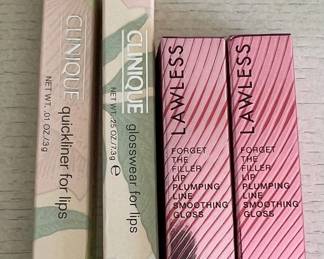 CLINIQUE
quickliner for lips
NET WT. .01 OZ./.3g
CLINIQUE
glosswear for lips
NET WT. .25 OZ./7.3g e
LAWLESS
FORGET
THE
FILLER
LIP
PLUMPING
LINE
SMOOTHING
GLOSS
LAWLESS
FORGET
THE
FILLER
LIP
PLUMPING
LINE
SMOOTHING
GLOSS